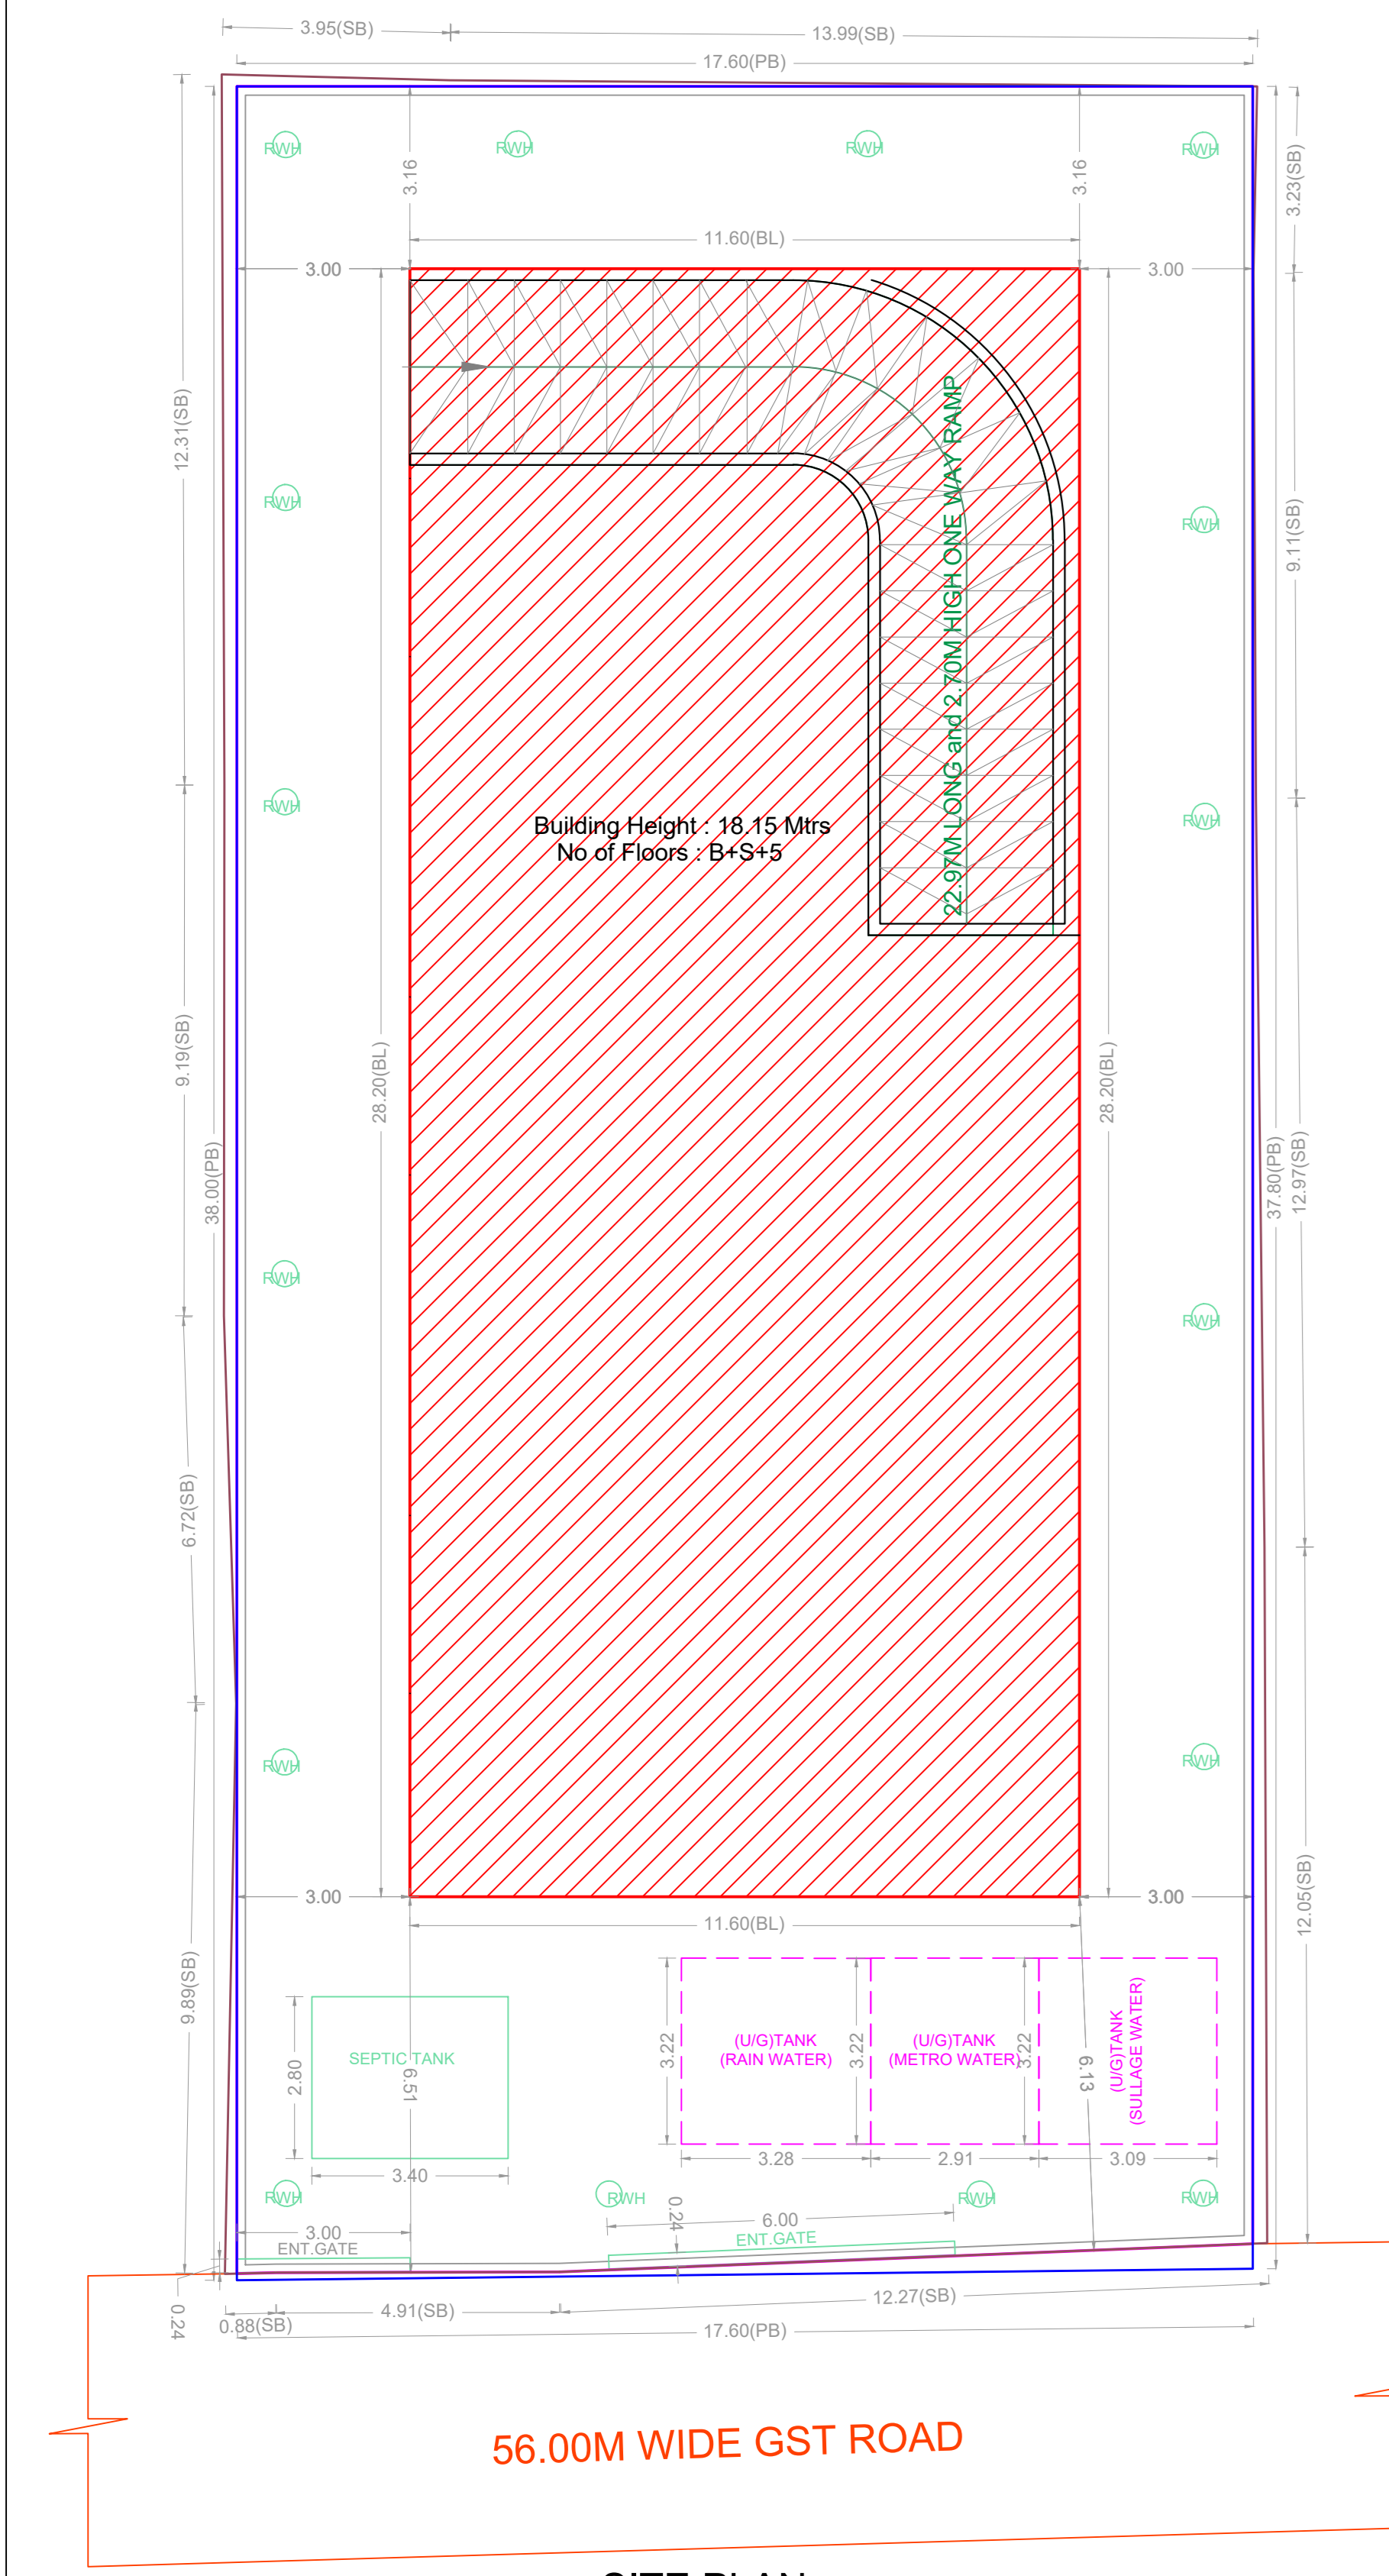 3.95(SB)
13.99(SB)
17.60(PB)
RWH
RWH
RWH
RWH
3.16
3.16
3.23(SB)
11.60(BL)
3.00
3.00
12.31(SB)
22.97M LONG and 2.70M HIGH ONE WAY RAMP
9.11(SB)
RWH
RWH
RWH
RWH
Building Height : 18.15 Mtrs
No of Floors : B+S+5
9.19(SB)
38.00(PB)
28.20(BL)
28.20(BL)
37.80(PB)
12.97(SB)
RWH
RWH
6.72(SB)
RWH
RWH
3.00
3.00
11.60(BL)
12.05(SB)
9.89(SB)
2.80
SEPTIC TANK
6.51
3.22
(U/G)TANK
(RAIN WATER)
3.22
(U/G)TANK
(METRO WATER)
3.22
(U/G)TANK
(SULLAGE WATER)
6.13
3.40
3.28
2.91
3.09
RWH
RWH
RWH
RWH
0.24
6.00
3.00
ENT.GATE
ENT.GATE
0.24
0.88(SB)
4.91(SB)
12.27(SB)
17.60(PB)
56.00M WIDE GST ROAD
SITE PLAN